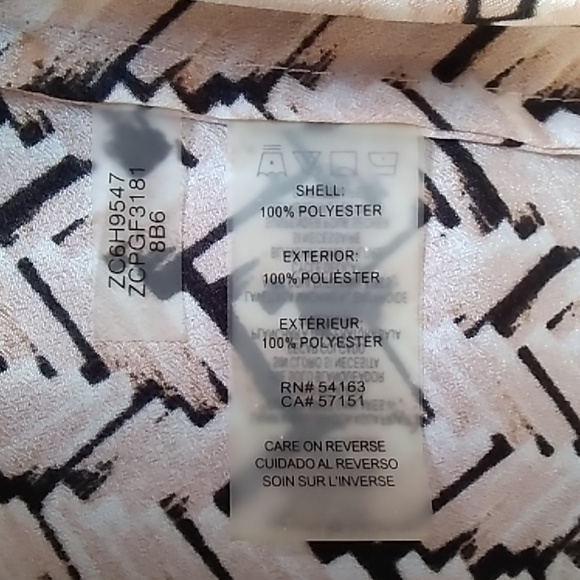 ZC6H9547
ZCPGF3181
8B6
SHELL:
100% POLYESTER
EXTERIOR:
100% POLIÉSTER
EXTÉRIEUR:
100% POLYESTER
RN# 54163
CA# 57151
CARE ON REVERSE
CUIDADO AL REVERSO
SOIN SUR L'INVERSE